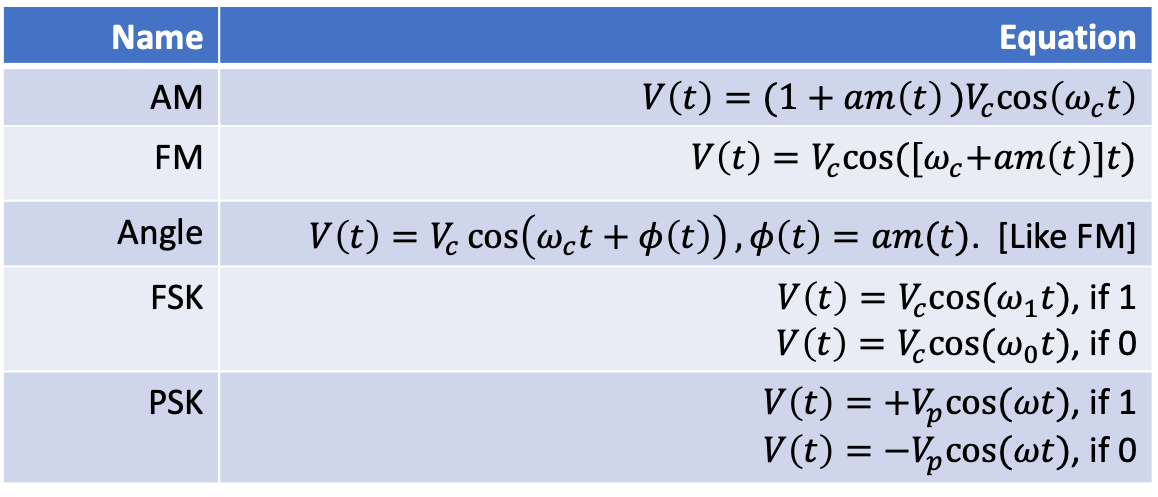 Name Equation
AM V(t) = (1 + am(t))V_c cos(ω_c t)
FM V(t) = V_c cos([ω_c+am(t)]t)
Angle V(t) = V_c cos(ω_c t + ϕ(t)), ϕ(t) = am(t). [Like FM]
FSK V(t) = V_c cos(ω_1 t), if 1
V(t) = V_c cos(ω_0 t), if 0
PSK V(t) = +V_p cos(ωt), if 1
V(t) = −V_p cos(ωt), if 0